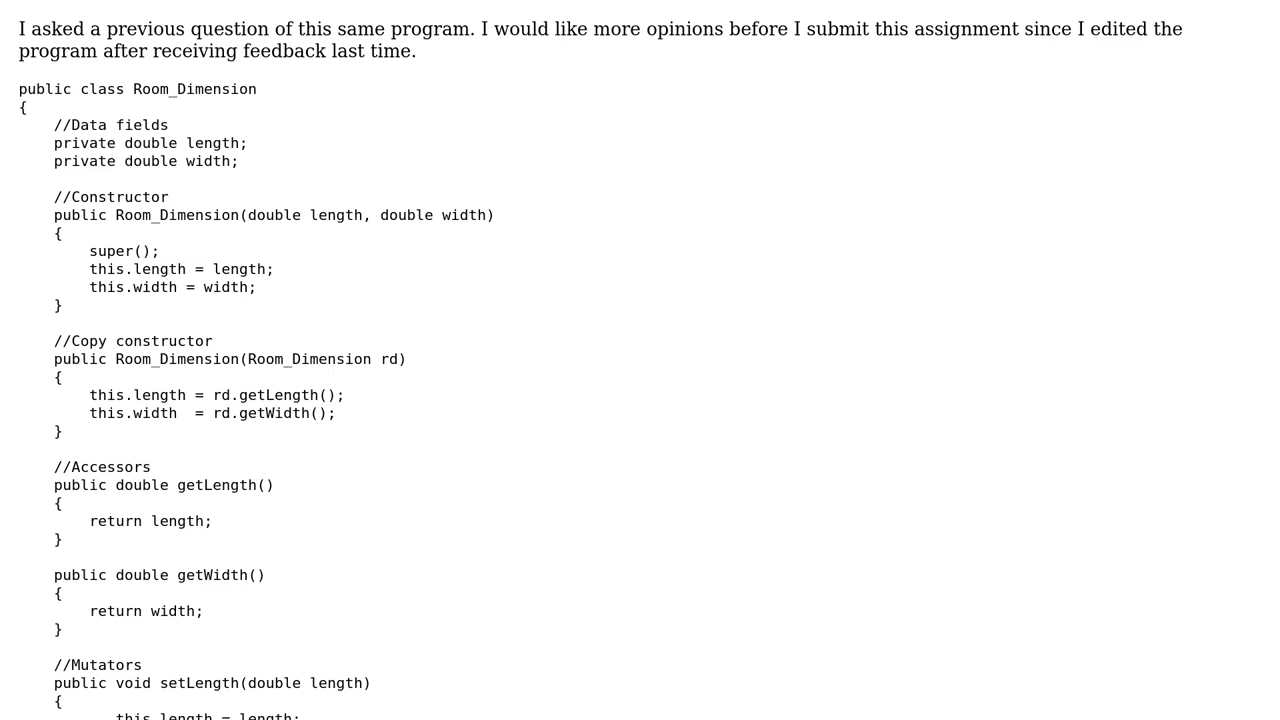 I asked a previous question of this same program. I would like more opinions before I submit this assignment since I edited the
program after receiving feedback last time.
public class Room_Dimension
{
    //Data fields
    private double length;
    private double width;

    //Constructor
    public Room_Dimension(double length, double width)
    {
        super();
        this.length = length;
        this.width = width;
    }

    //Copy constructor
    public Room_Dimension(Room_Dimension rd)
    {
        this.length = rd.getLength();
        this.width  = rd.getWidth();
    }

    //Accessors
    public double getLength()
    {
        return length;
    }

    public double getWidth()
    {
        return width;
    }

    //Mutators
    public void setLength(double length)
    {
           this.length = length;